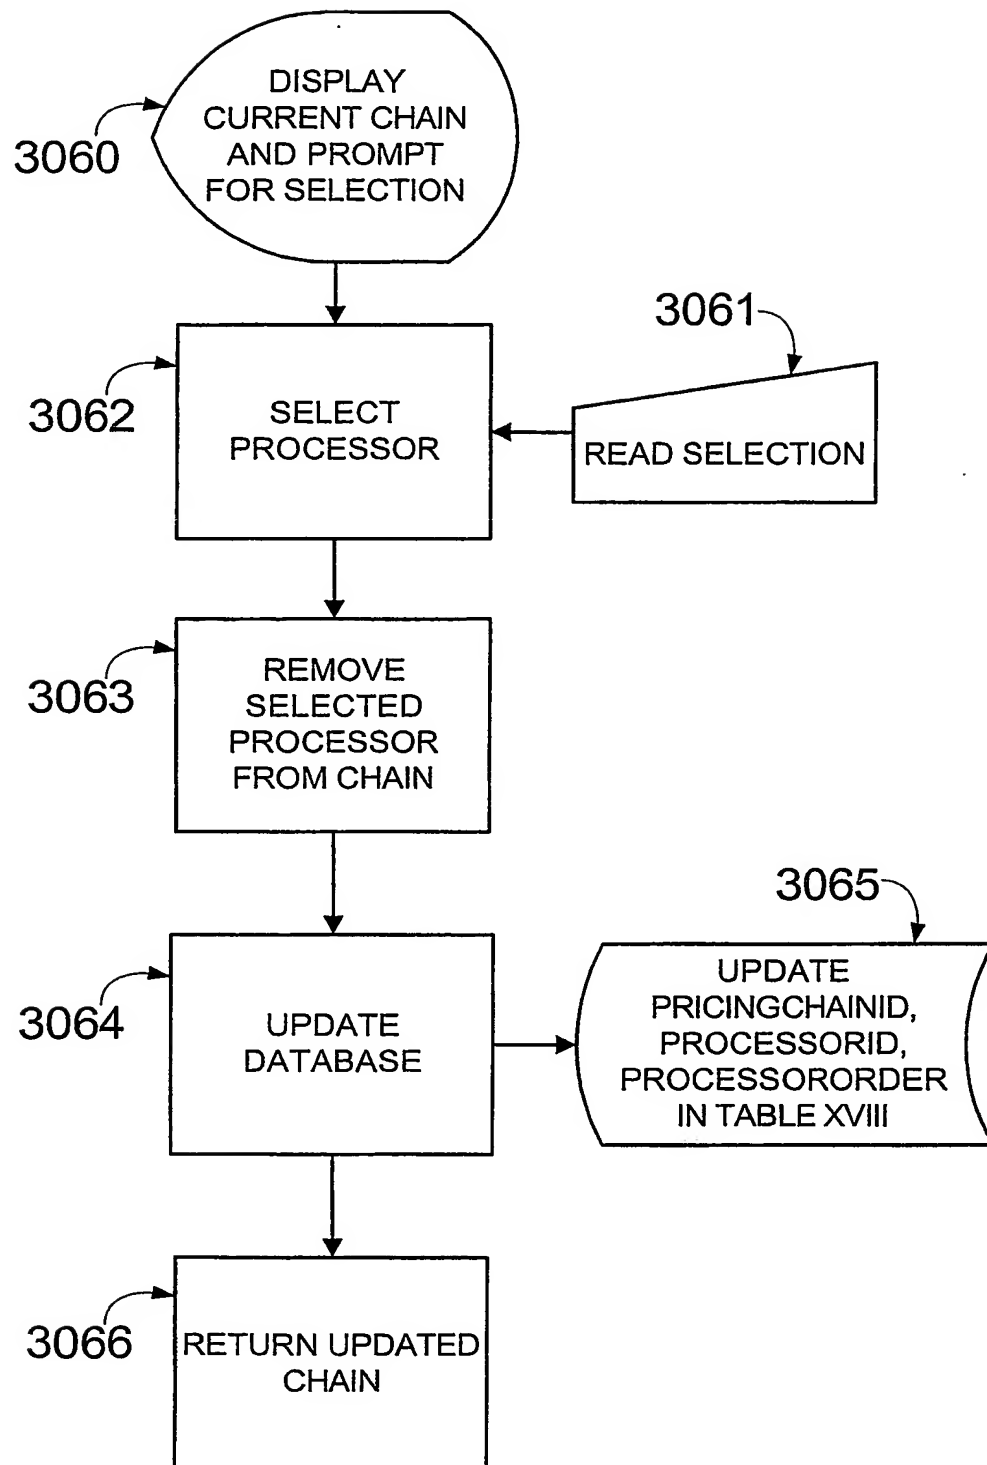 DISPLAY
CURRENT CHAIN
AND PROMPT
FOR SELECTION
3060
3061
3062
SELECT
PROCESSOR
READ SELECTION
3063
REMOVE
SELECTED
PROCESSOR
FROM CHAIN
3065
3064
UPDATE
DATABASE
UPDATE
PRICINGCHAINID,
PROCESSORID,
PROCESSORORDER
IN TABLE XVIII
3066
RETURN UPDATED
CHAIN